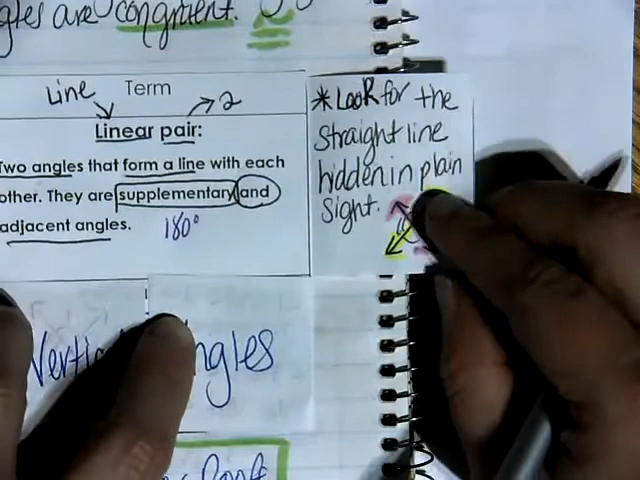 gles are congruent.
Line Term
2
Linear pair:
Two angles that form a line with each
other. They are supplementary and
adjacent angles.
180°
*Look for the
straight line
hidden in plain
sight.
Vertic ngles